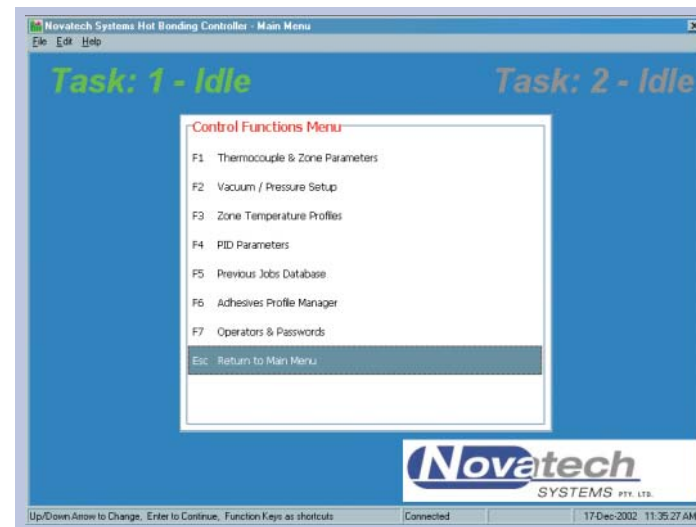 Novatech Systems Hot Bonding Controller - Main Menu
File Edit Help
Task: 1 - Idle Task: 2 - Idle
Control Functions Menu
F1 Thermocouple & Zone Parameters
F2 Vacuum / Pressure Setup
F3 Zone Temperature Profiles
F4 PID Parameters
F5 Previous Jobs Database
F6 Adhesives Profile Manager
F7 Operators & Passwords
Esc Return to Main Menu
Novatech
SYSTEMS PTY. LTD.
Up/Down Arrow to Change, Enter to Continue, Function Keys as shortcuts Connected 17-Dec-2002 11:35:27 AM